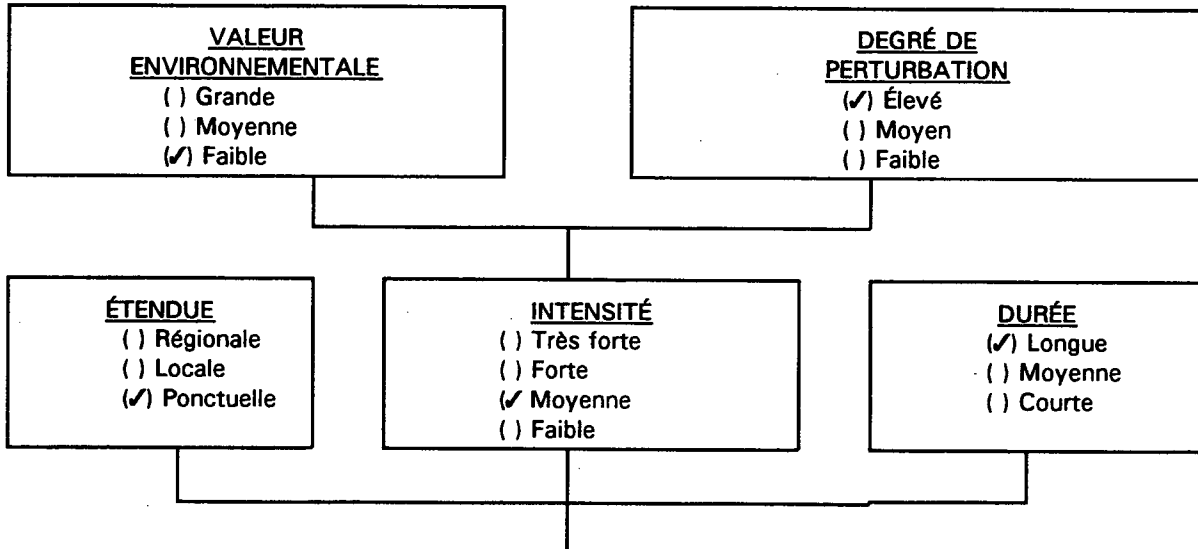 VALEUR
ENVIRONNEMENTALE
( ) Grande
( ) Moyenne
(✓) Faible
DEGRÉ DE
PERTURBATION
(✓) Élevé
( ) Moyen
( ) Faible
ÉTENDUE
( ) Régionale
( ) Locale
(✓) Ponctuelle
INTENSITÉ
( ) Très forte
( ) Forte
(✓ Moyenne
( ) Faible
DURÉE
(✓) Longue
( ) Moyenne
( ) Courte